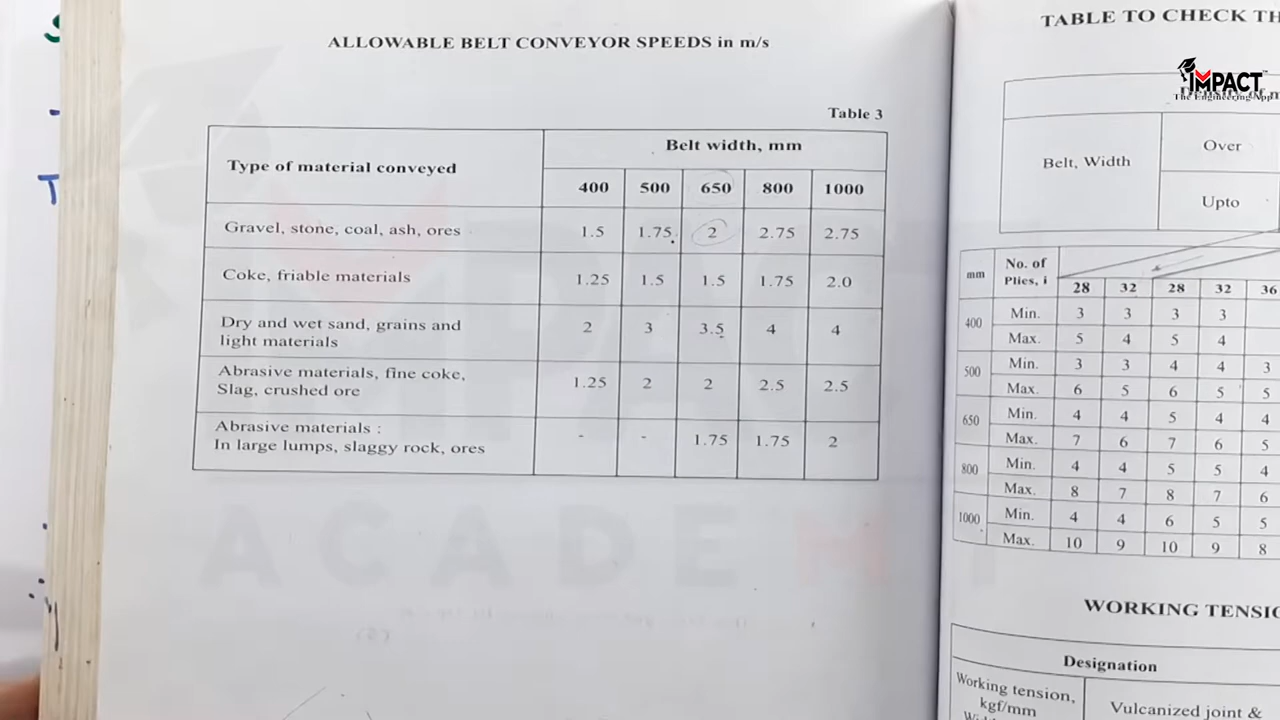 ALLOWABLE BELT CONVEYOR SPEEDS in m/s
Table 3
Type of material conveyed
Belt width, mm
400 500 650 800 1000
Gravel, stone, coal, ash, ores 1.5 1.75 2 2.75 2.75
Coke, friable materials 1.25 1.5 1.5 1.75 2.0
Dry and wet sand, grains and
light materials 2 3 3.5 4 4
Abrasive materials, fine coke,
Slag, crushed ore 1.25 2 2 2.5 2.5
Abrasive materials :
In large lumps, slaggy rock, ores - - 1.75 1.75 2
ACADEM
TABLE TO CHECK TH
IMPACT
The Engineering App
Belt, Width
Over
Upto
mm
No. of
Plies, i
28 32 28 32 36
400
Min. 3 3 3 3
Max. 5 4 5 4
500
Min. 3 3 4 4 3
Max. 6 5 6 5 5
650
Min. 4 4 5 4 4
Max. 7 6 7 6 5
800
Min. 4 4 5 5 4
Max. 8 7 8 7 6
1000
Min. 4 4 6 5 5
Max. 10 9 10 9 8
WORKING TENSIO
Designation
Working tension,
kgf/mm
Vulcanized joint &